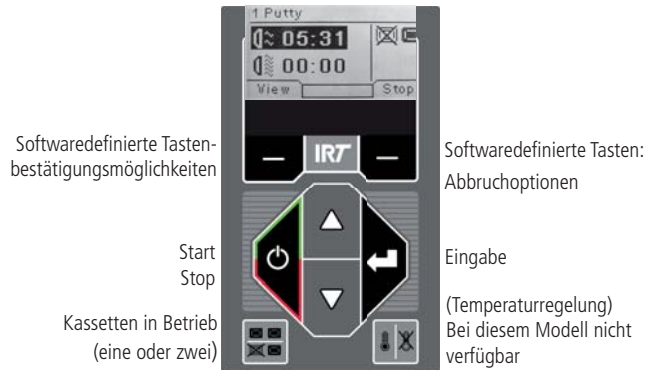 1 Putty
05:31
00:00
View Stop
Softwaredefinierte Tasten-
bestätigungsmöglichkeiten
IRT
Softwaredefinierte Tasten:
Abbruchoptionen
Start
Stop
Eingabe
Kassetten in Betrieb
(eine oder zwei)
(Temperaturregelung)
Bei diesem Modell nicht
verfügbar